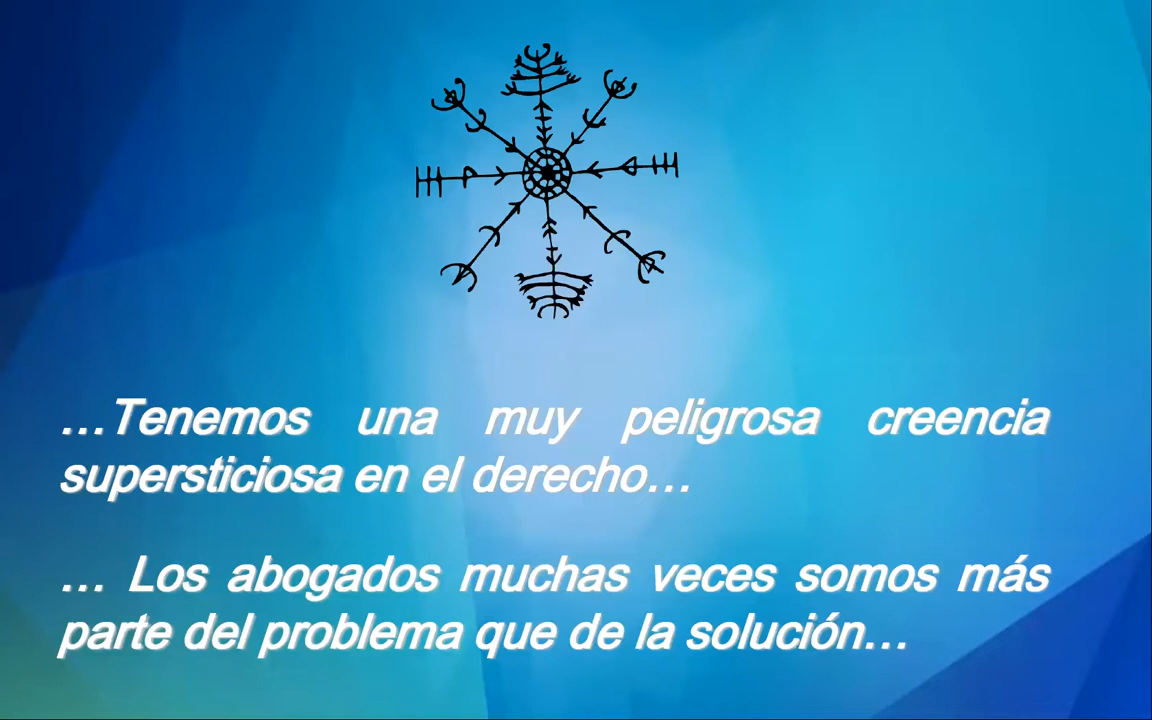 …Tenemos una muy peligrosa creencia
supersticiosa en el derecho…
… Los abogados muchas veces somos más
parte del problema que de la solución…